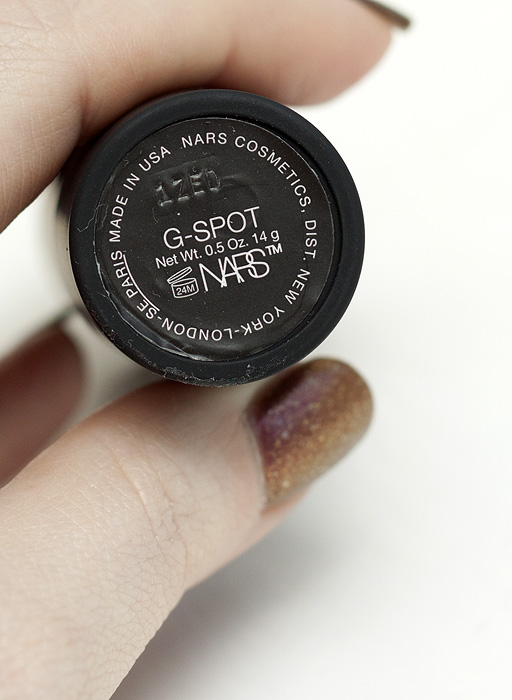 MADE IN USA NARS COSMETICS, DIST. NEW YORK-LONDON-SE PARIS
G-SPOT
Net Wt. 0.5 Oz. 14 g
24M
NARS™